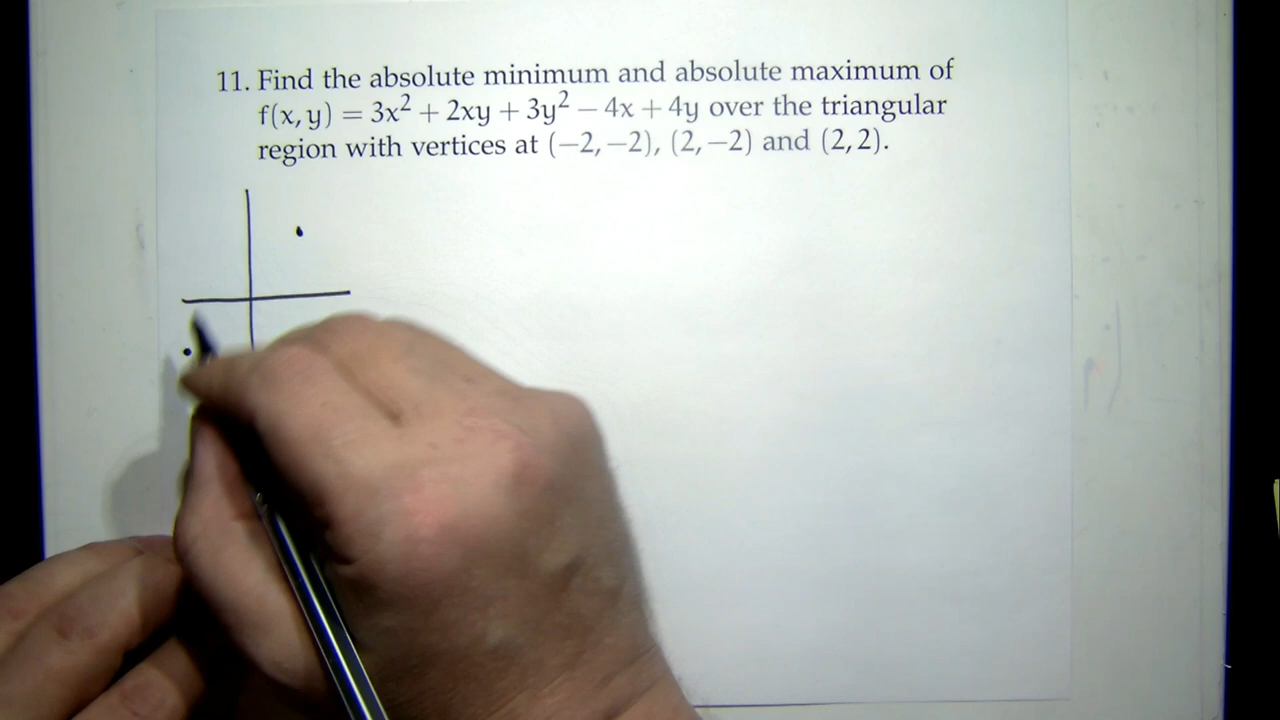 11. Find the absolute minimum and absolute maximum of
f(x, y) = 3x² + 2xy + 3y² − 4x + 4y over the triangular
region with vertices at (−2, −2), (2, −2) and (2, 2).